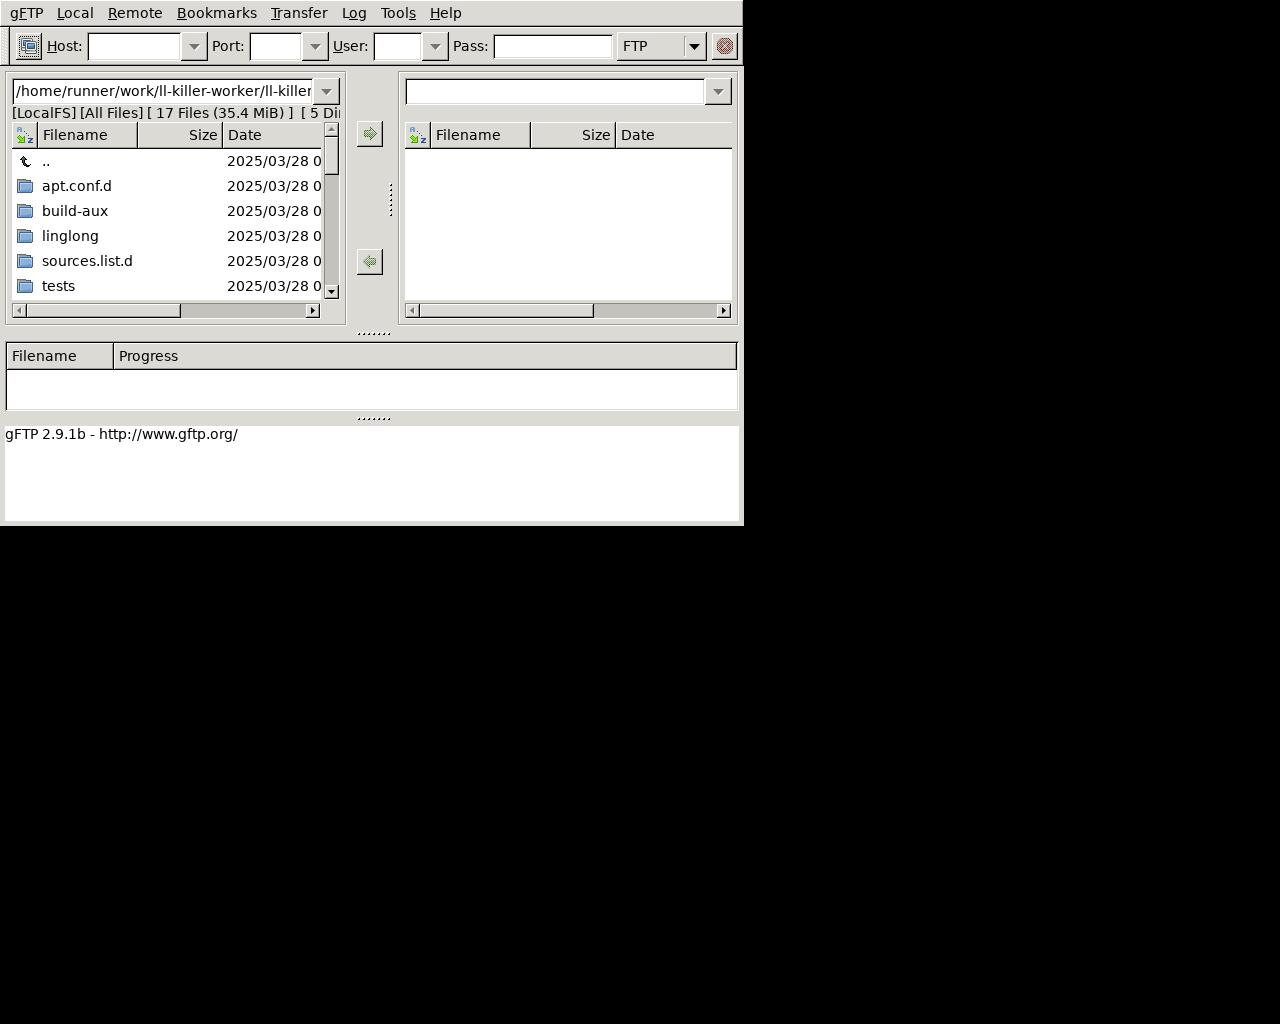 gFTP Local Remote Bookmarks Transfer Log Tools Help
Host: Port: User: Pass: FTP
/home/runner/work/ll-killer-worker/ll-killer
[LocalFS] [All Files] [ 17 Files (35.4 MiB) ] [ 5 Di
Filename Size Date
.. 2025/03/28 0
apt.conf.d 2025/03/28 0
build-aux 2025/03/28 0
linglong 2025/03/28 0
sources.list.d 2025/03/28 0
tests 2025/03/28 0
Filename Size Date
Filename Progress
gFTP 2.9.1b - http://www.gftp.org/